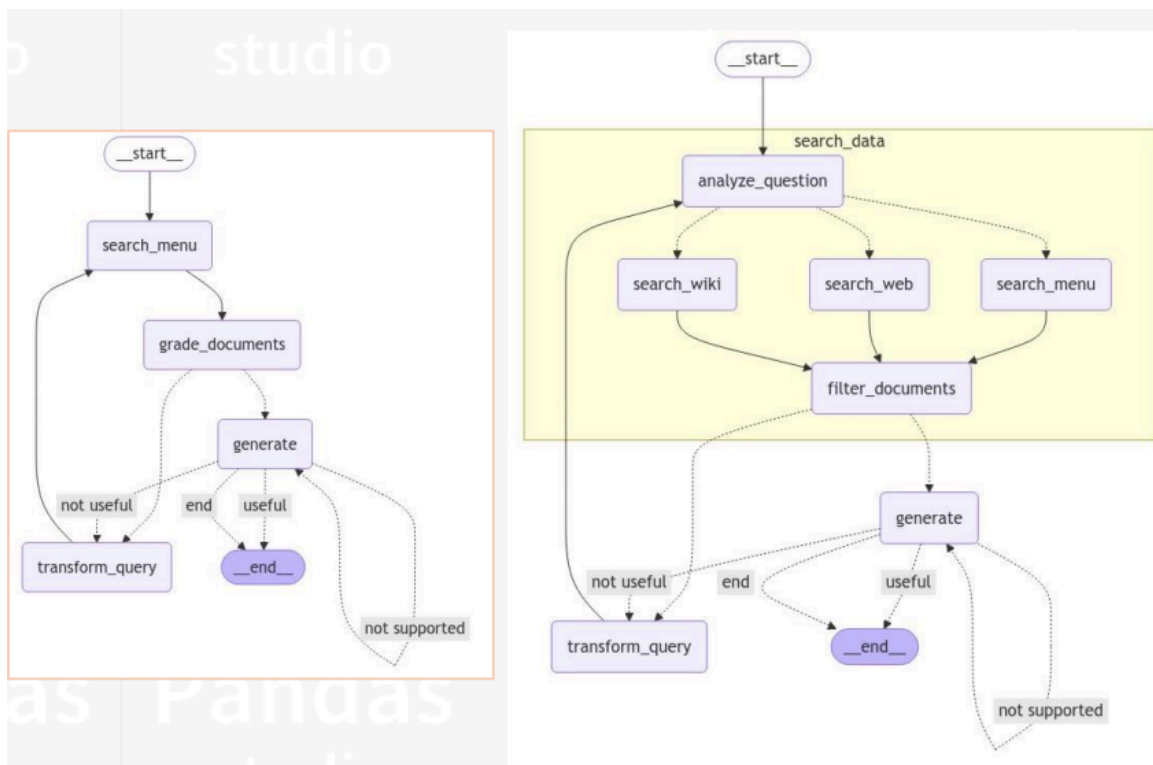 studio
__start__
search_menu
grade_documents
generate
not useful
end
useful
transform_query
__end__
not supported
as
Pandas
__start__
search_data
analyze_question
search_wiki
search_web
search_menu
filter_documents
generate
not useful
end
useful
transform_query
__end__
not supported